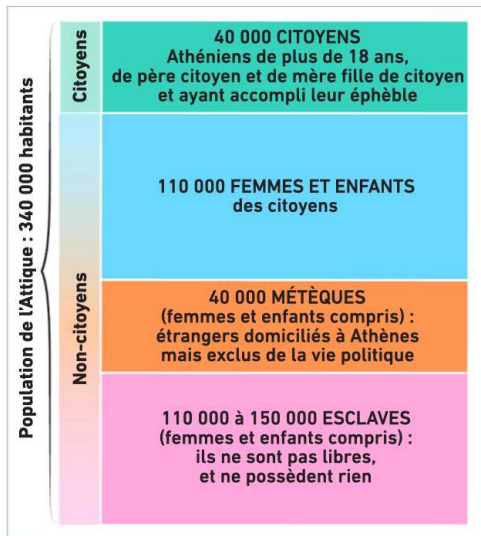 Population de l'Attique : 340 000 habitants
Citoyens
40 000 CITOYENS
Athéniens de plus de 18 ans,
de père citoyen et de mère fille de citoyen
et ayant accompli leur éphèble
Non-citoyens
110 000 FEMMES ET ENFANTS
des citoyens
40 000 MÉTÈQUES
(femmes et enfants compris) :
étrangers domiciliés à Athènes
mais exclus de la vie politique
110 000 à 150 000 ESCLAVES
(femmes et enfants compris) :
ils ne sont pas libres,
et ne possèdent rien